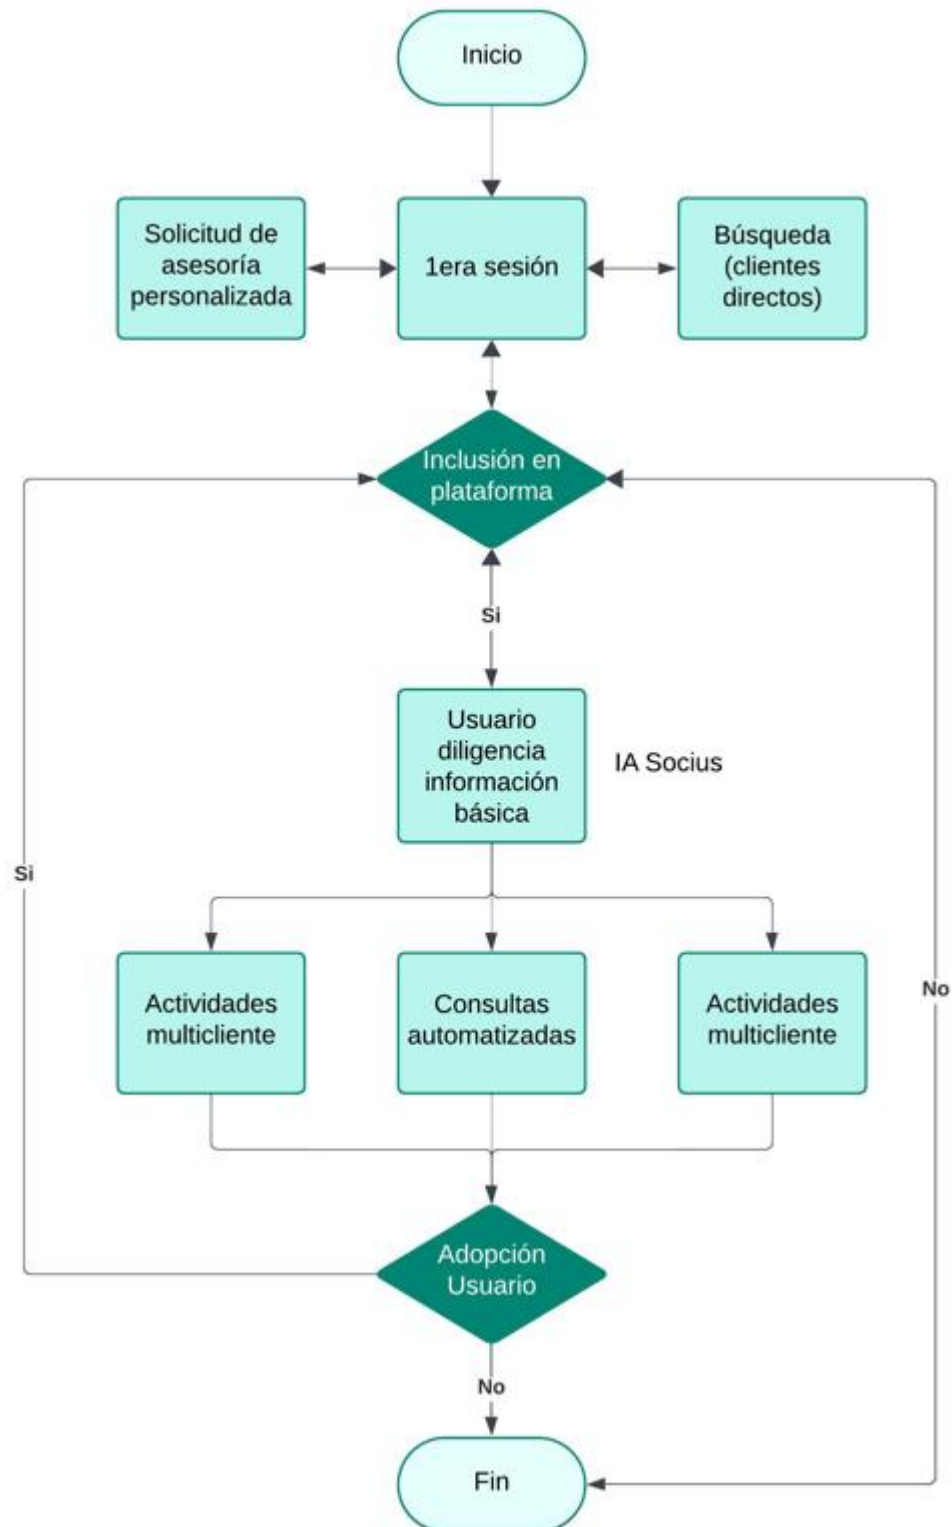 Inicio
Solicitud de
asesoría
personalizada
1era sesión
Búsqueda
(clientes
directos)
Inclusión en
plataforma
Si
Usuario
diligencia
información
básica
IA Socius
Si
Actividades
multicliente
Consultas
automatizadas
Actividades
multicliente
No
Adopción
Usuario
No
Fin